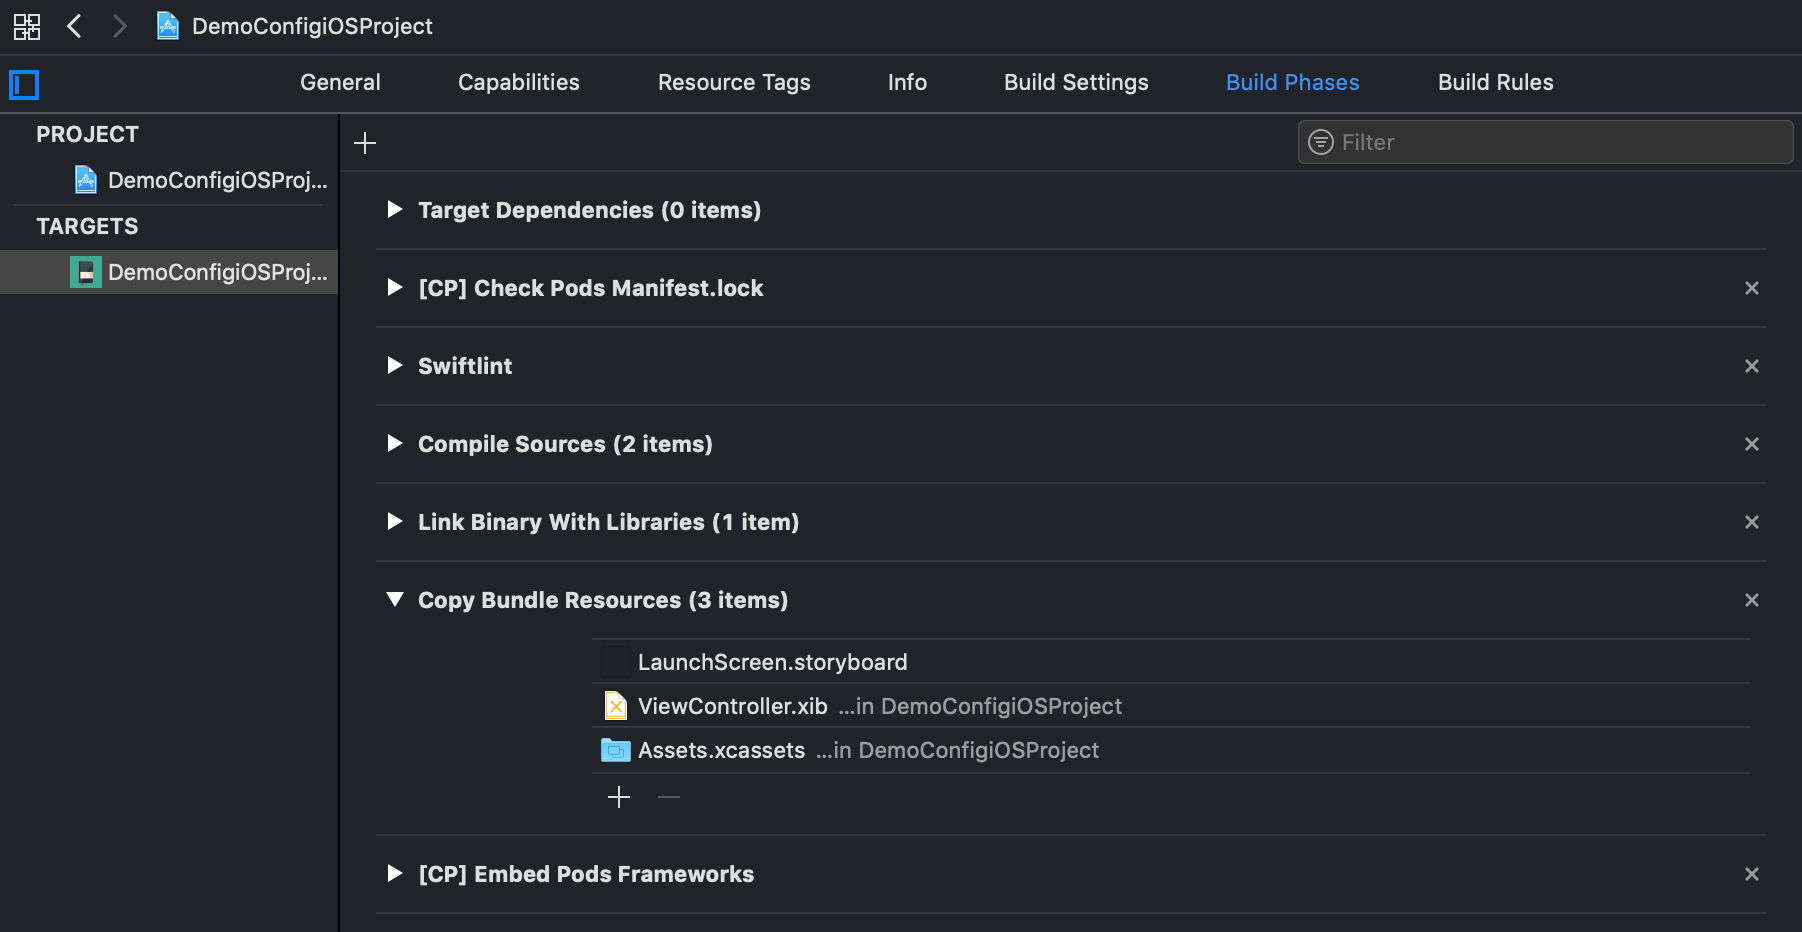 DemoConfigiOSProject
General Capabilities Resource Tags Info Build Settings Build Phases Build Rules
PROJECT
DemoConfigiOSProj...
TARGETS
DemoConfigiOSProj...
Filter
Target Dependencies (0 items)
[CP] Check Pods Manifest.lock
Swiftlint
Compile Sources (2 items)
Link Binary With Libraries (1 item)
Copy Bundle Resources (3 items)
LaunchScreen.storyboard
ViewController.xib ...in DemoConfigiOSProject
Assets.xcassets ...in DemoConfigiOSProject
[CP] Embed Pods Frameworks